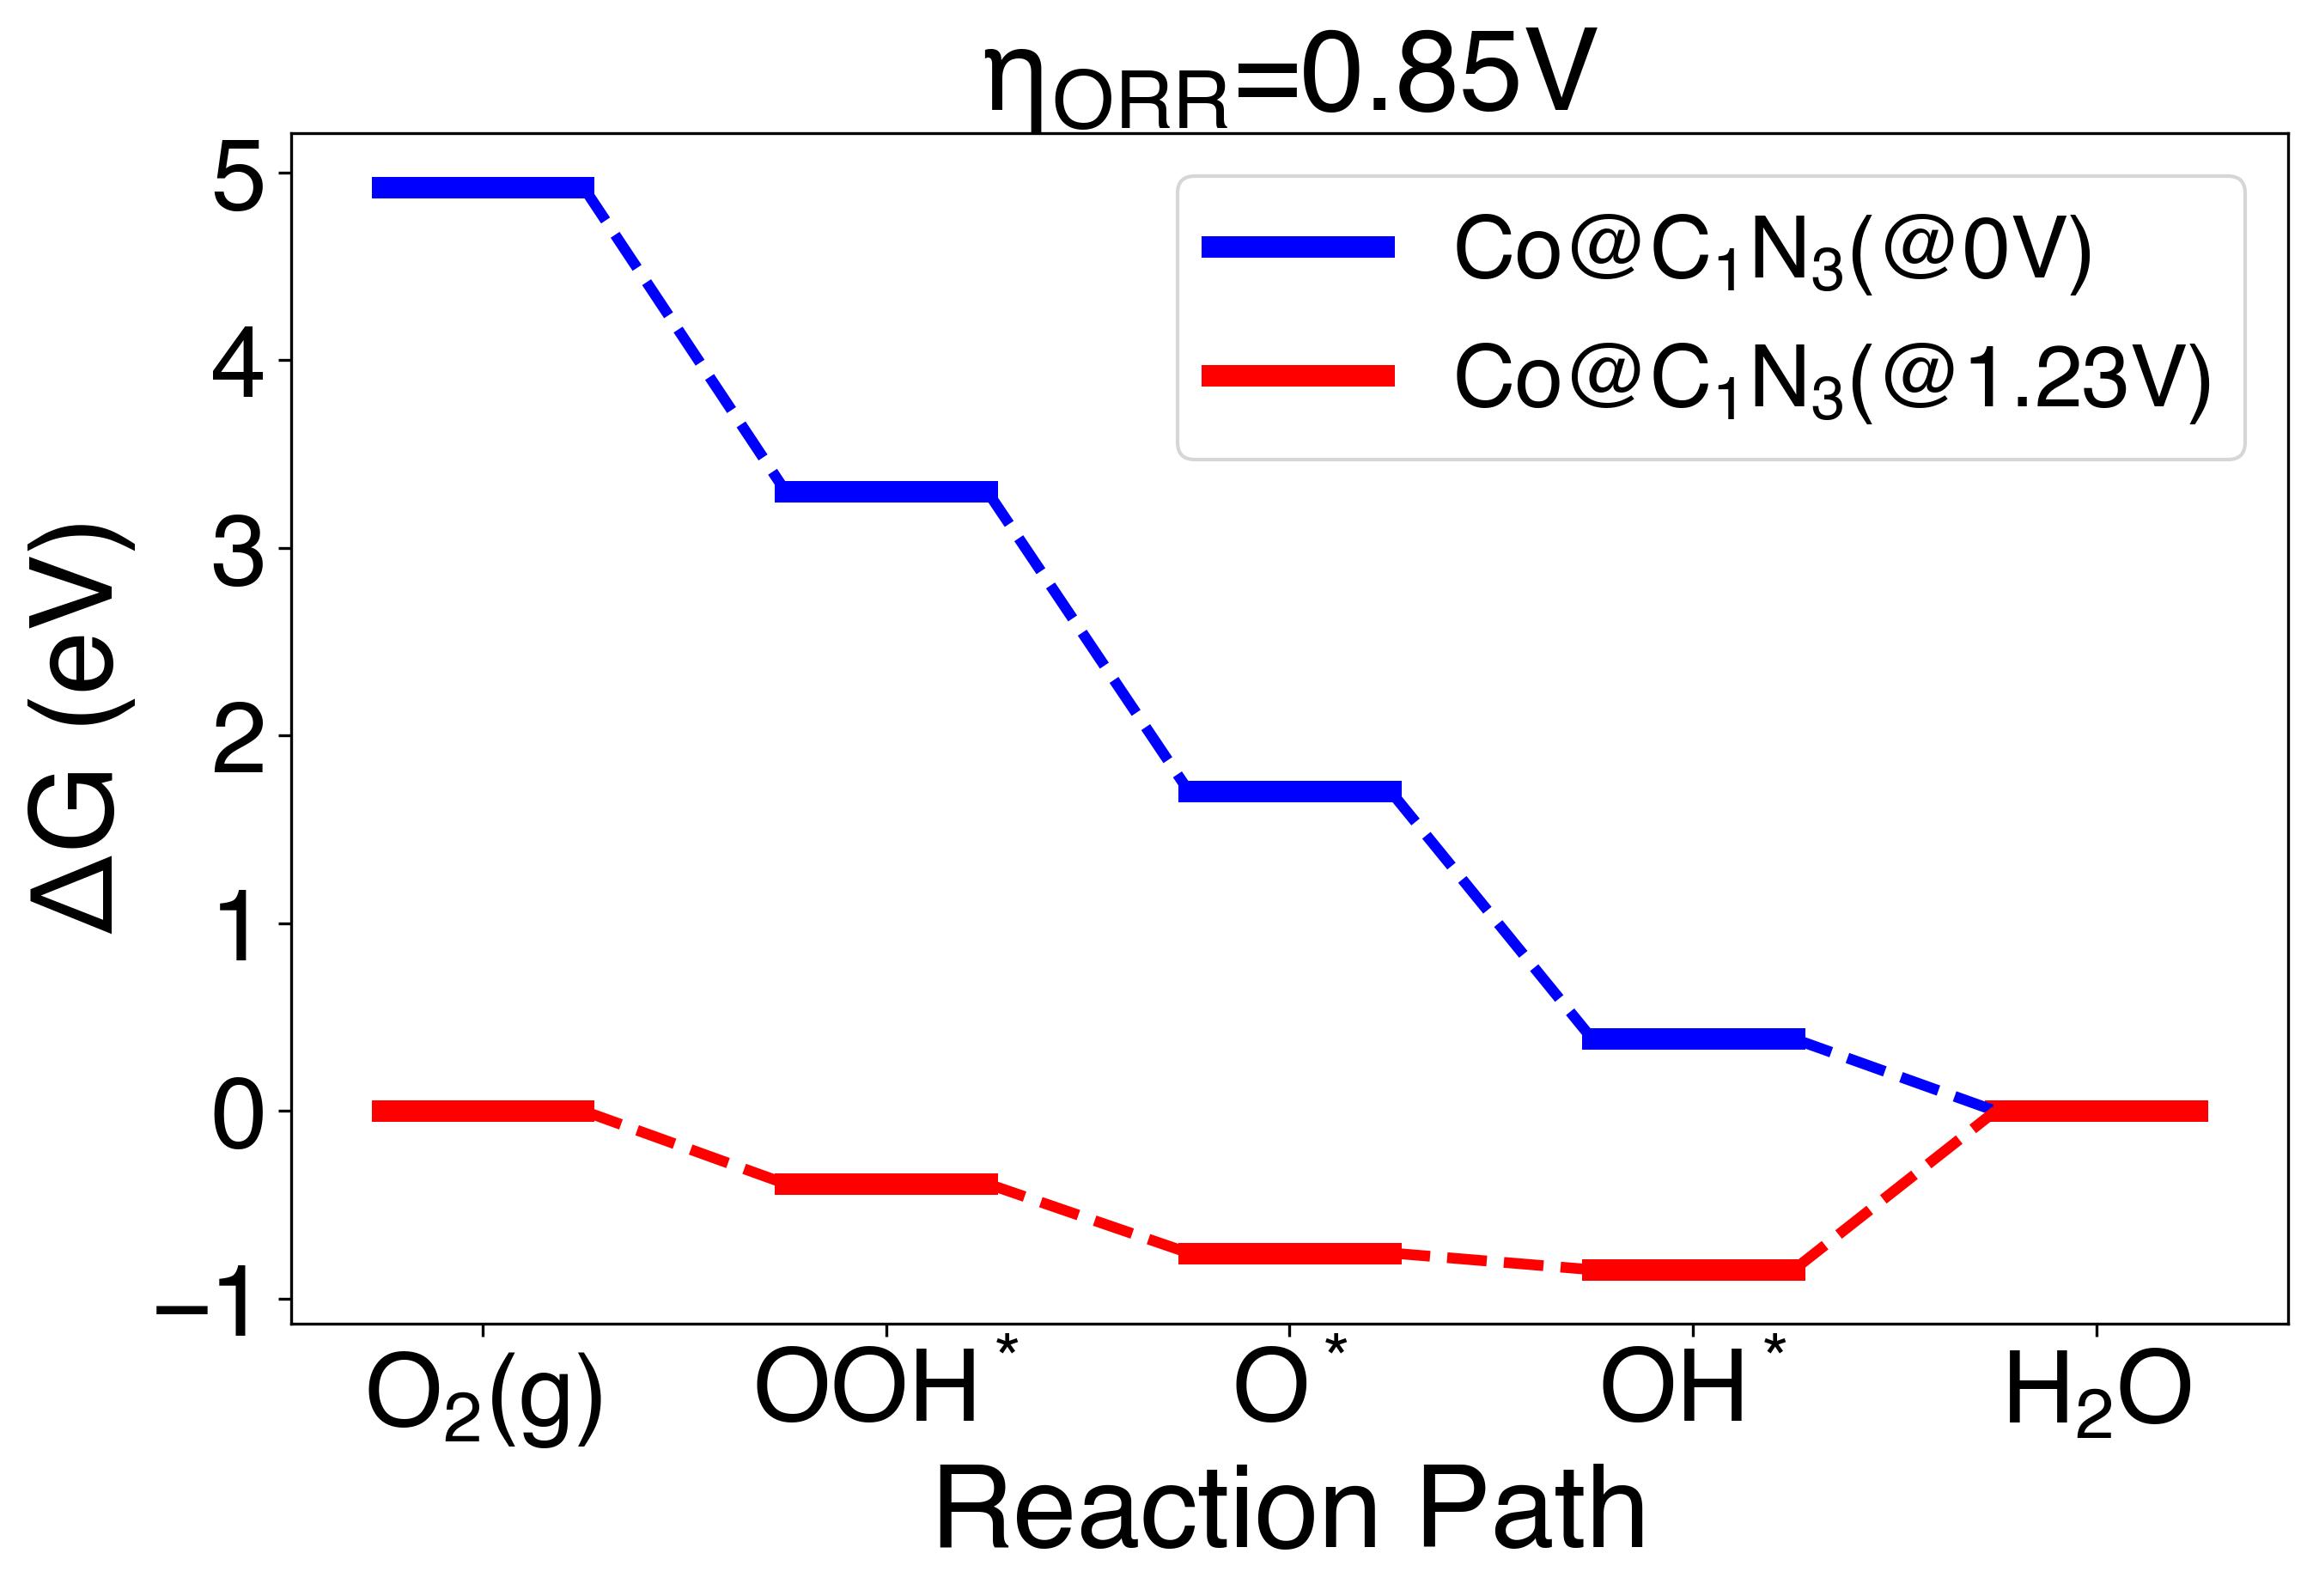 η_ORR=0.85V
Co@C₁N₃(@0V)
Co@C₁N₃(@1.23V)
ΔG (eV)
5
4
3
2
1
0
−1
O₂(g) OOH* O* OH* H₂O
Reaction Path